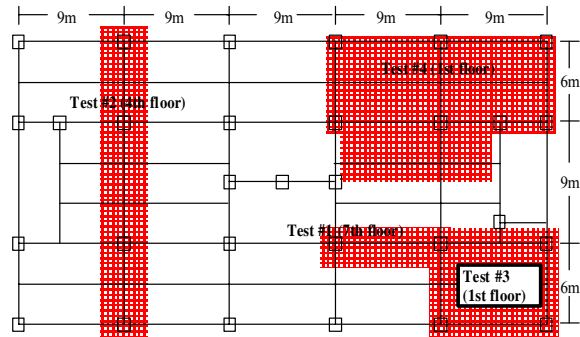 9m 9m 9m 9m 9m
Test #4 (1st floor)
6m
Test #2 (4th floor)
9m
Test #1 (7th floor)
Test #3
(1st floor)
6m